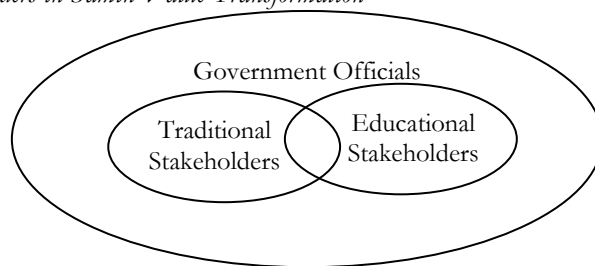 Government Officials
Traditional
Stakeholders
Educational
Stakeholders